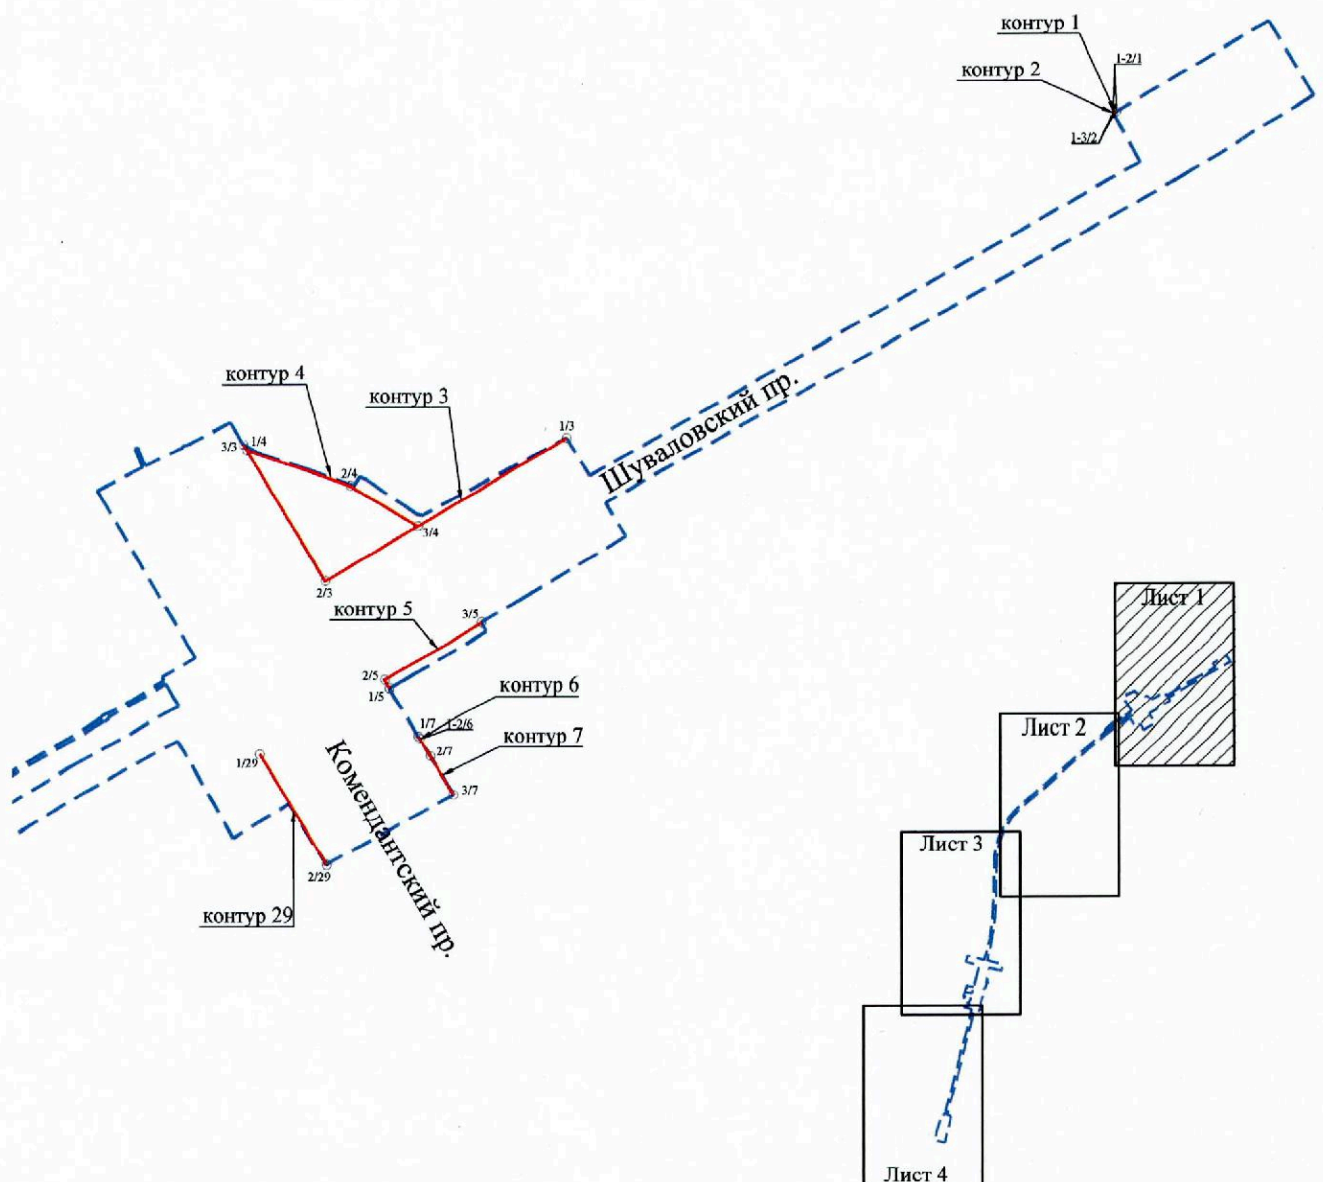 контур 1
1-2/1
контур 2
1-3/2
контур 4
контур 3
Шуваловский пр.
1/3
3/3
1/4
2/4
3/4
2/3
контур 5
3/5
2/5
1/5
контур 6
1/7
1-2/6
контур 7
2/7
3/7
1/29
Комендантский пр.
2/29
контур 29
Лист 1
Лист 2
Лист 3
Лист 4